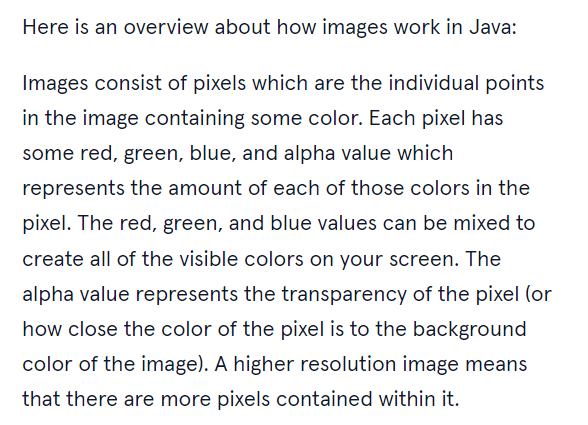 Here is an overview about how images work in Java:
Images consist of pixels which are the individual points
in the image containing some color. Each pixel has
some red, green, blue, and alpha value which
represents the amount of each of those colors in the
pixel. The red, green, and blue values can be mixed to
create all of the visible colors on your screen. The
alpha value represents the transparency of the pixel (or
how close the color of the pixel is to the background
color of the image). A higher resolution image means
that there are more pixels contained within it.